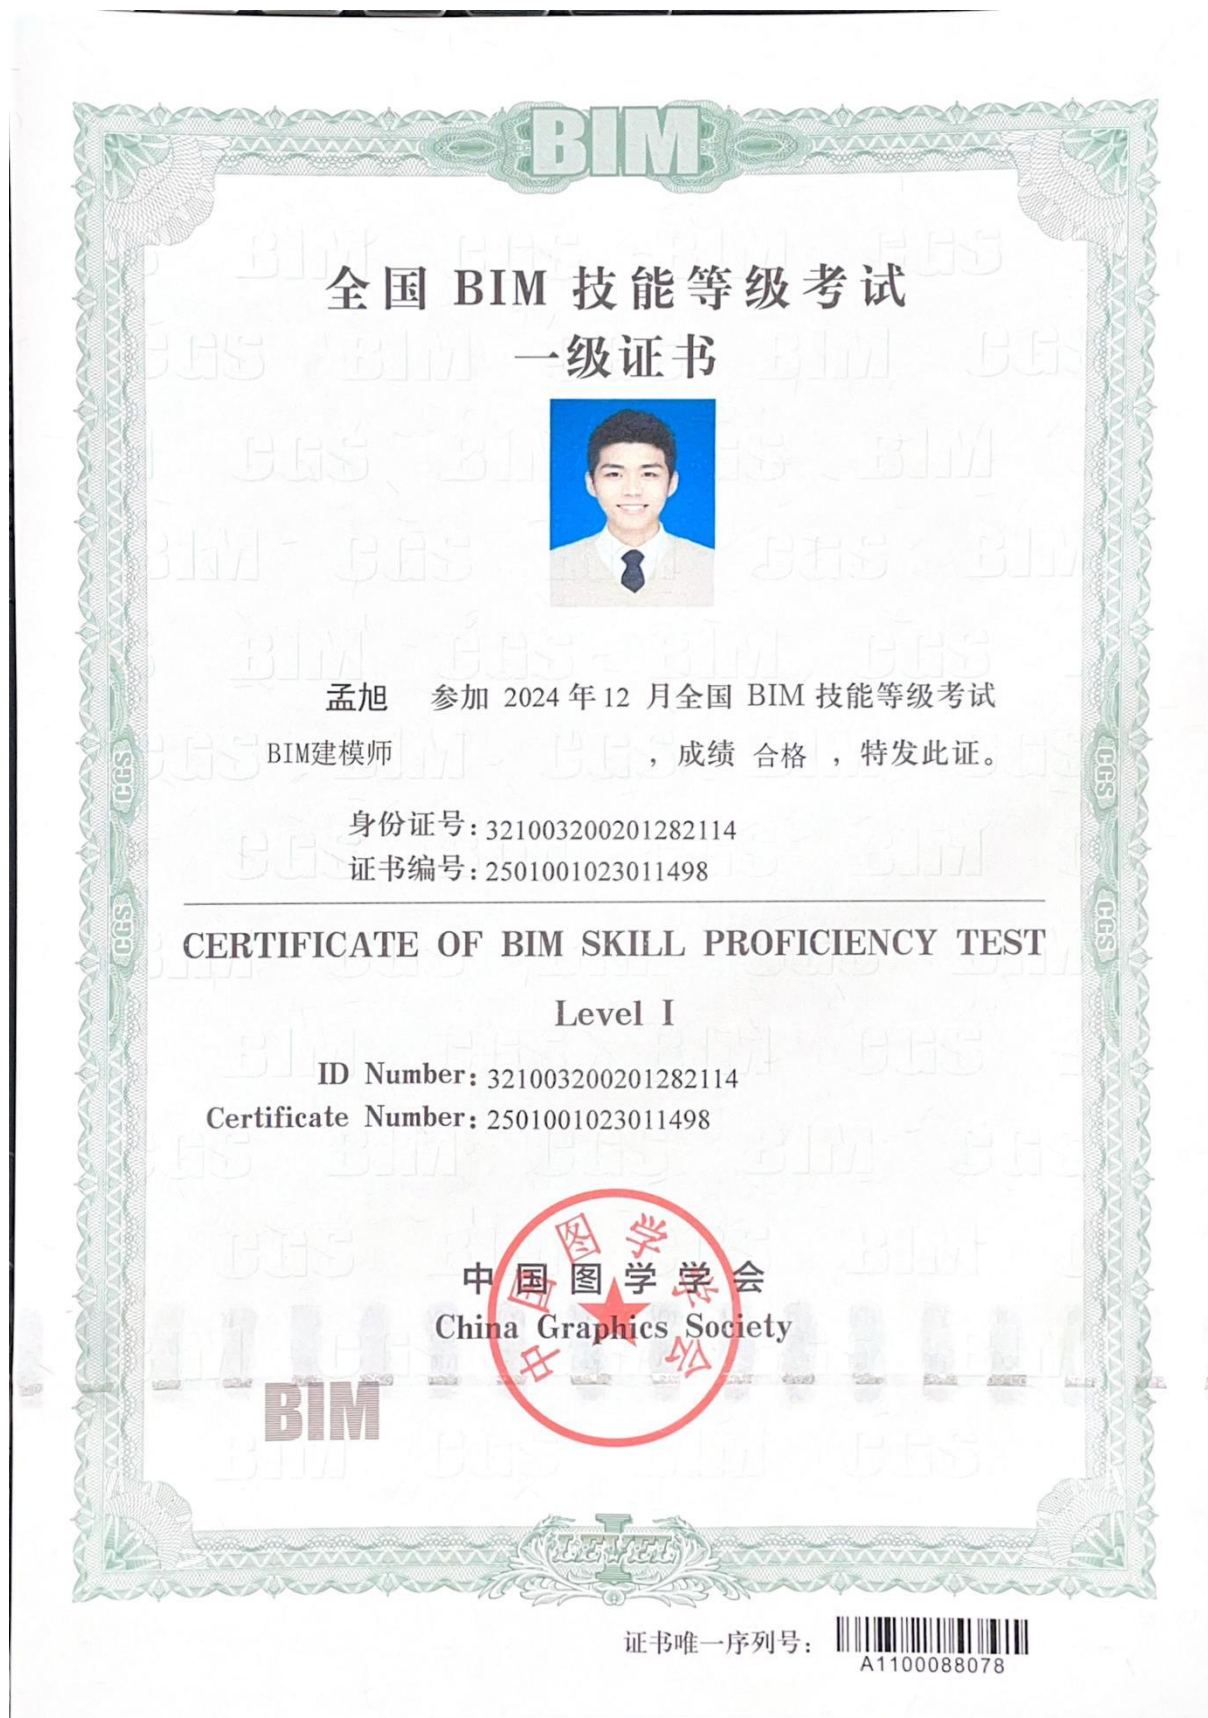 BIM
全国 BIM 技能等级考试
一级证书
孟旭 参加 2024 年 12 月全国 BIM 技能等级考试
BIM建模师 ，成绩 合格 ，特发此证。
身份证号: 321003200201282114
证书编号: 2501001023011498
CERTIFICATE OF BIM SKILL PROFICIENCY TEST
Level I
ID Number: 321003200201282114
Certificate Number: 2501001023011498
中国图学学会
China Graphics Society
中国图学学会
BIM
CGS
CGS
CGS
CGS
I
LEVEL
证书唯一序列号:
A1100088078